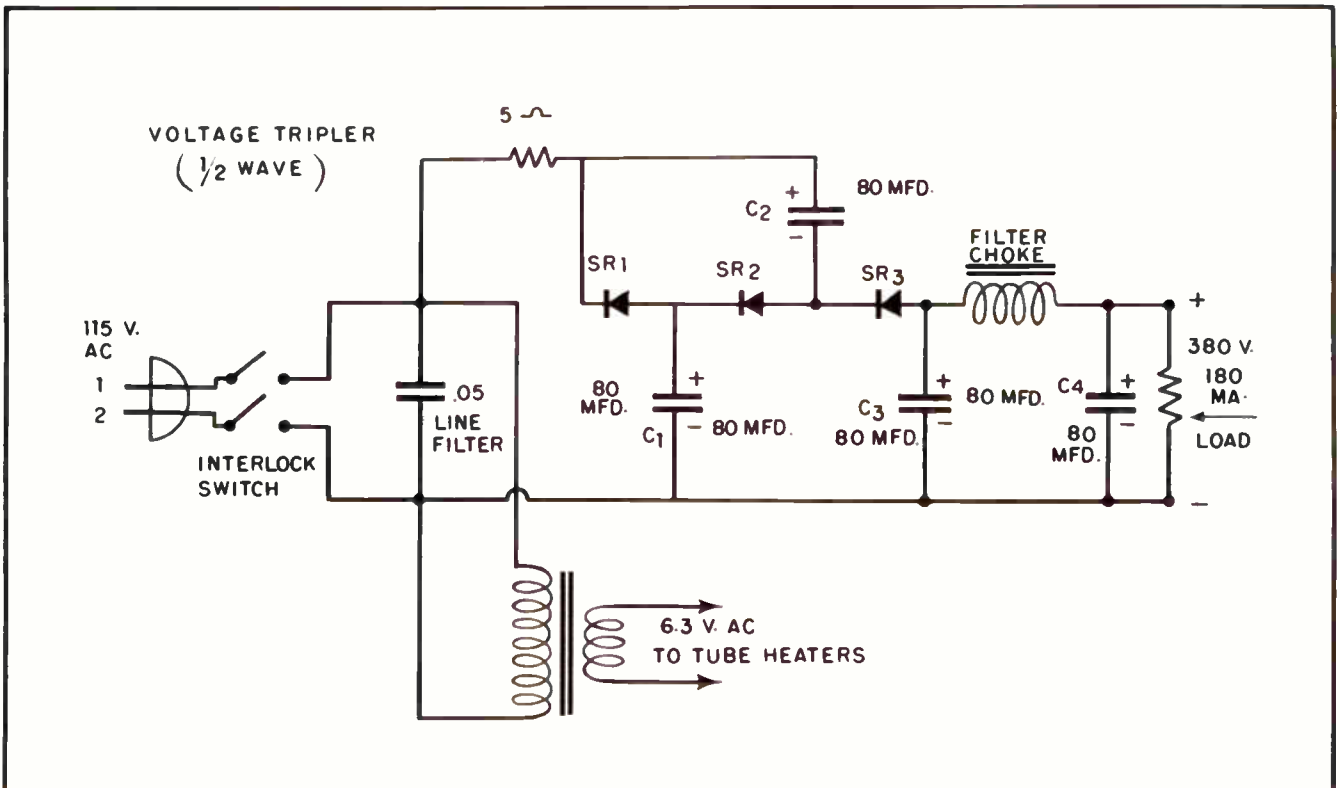 VOLTAGE TRIPLER
(1/2 WAVE)
5 Ω
C2
+
-
80 MFD.
FILTER
CHOKE
SR1
SR2
SR3
+
115 V.
AC
1
2
.05
LINE
FILTER
INTERLOCK
SWITCH
80
MFD.
C1
+
- 80 MFD.
C3
+
80 MFD.
-
80 MFD.
C4
+
-
80
MFD.
380 V.
180
MA.
LOAD
-
6.3 V. AC
TO TUBE HEATERS